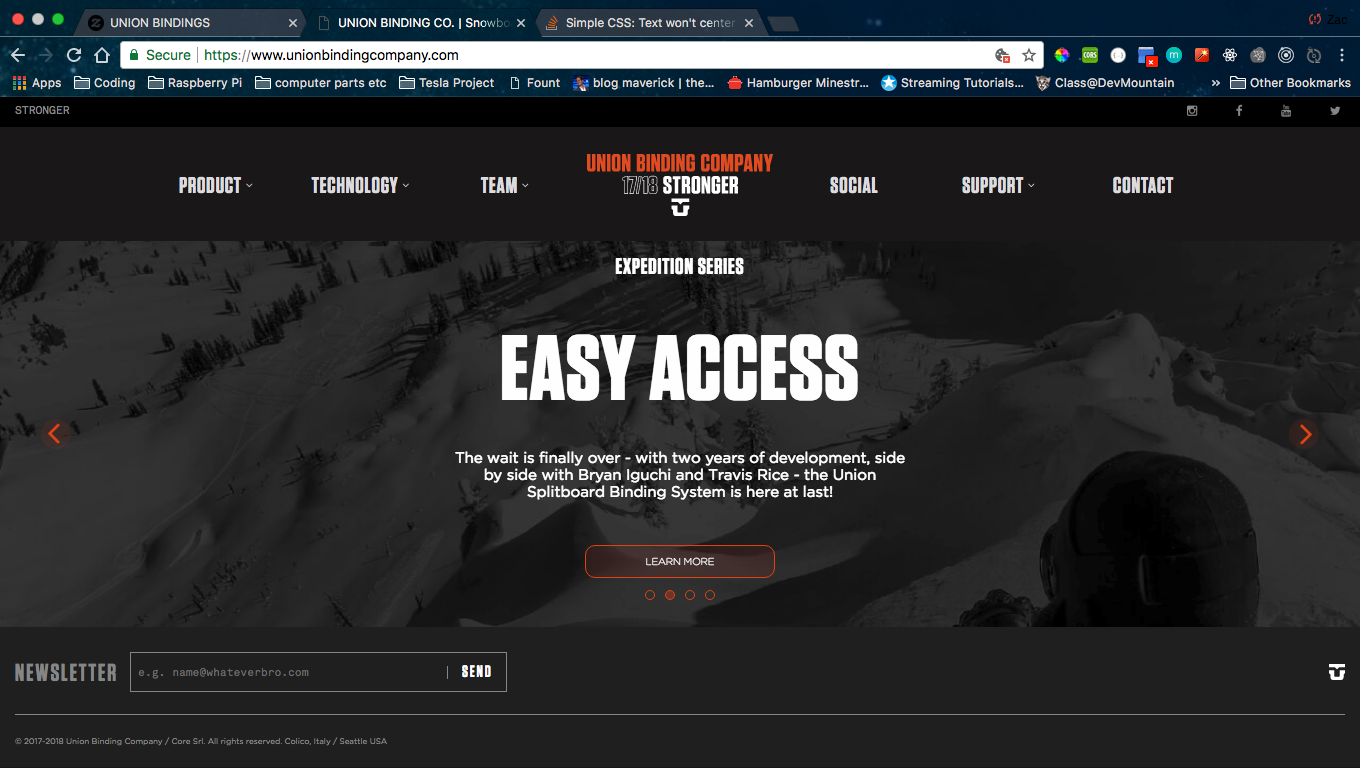 UNION BINDINGS
UNION BINDING CO. | Snowbo
Simple CSS: Text won't center
Zac
Secure https://www.unionbindingcompany.com
CORS
m
Apps
Coding
Raspberry Pi
computer parts etc
Tesla Project
Fount
blog maverick | the...
Hamburger Minestr...
Streaming Tutorials...
Class@DevMountain
»
Other Bookmarks
STRONGER
PRODUCT
TECHNOLOGY
TEAM
UNION BINDING COMPANY
17/18 STRONGER
SOCIAL
SUPPORT
CONTACT
EXPEDITION SERIES
EASY ACCESS
The wait is finally over - with two years of development, side
by side with Bryan Iguchi and Travis Rice - the Union
Splitboard Binding System is here at last!
LEARN MORE
NEWSLETTER
e.g. name@whateverbro.com
SEND
© 2017-2018 Union Binding Company / Core Srl. All rights reserved. Colico, Italy / Seattle USA